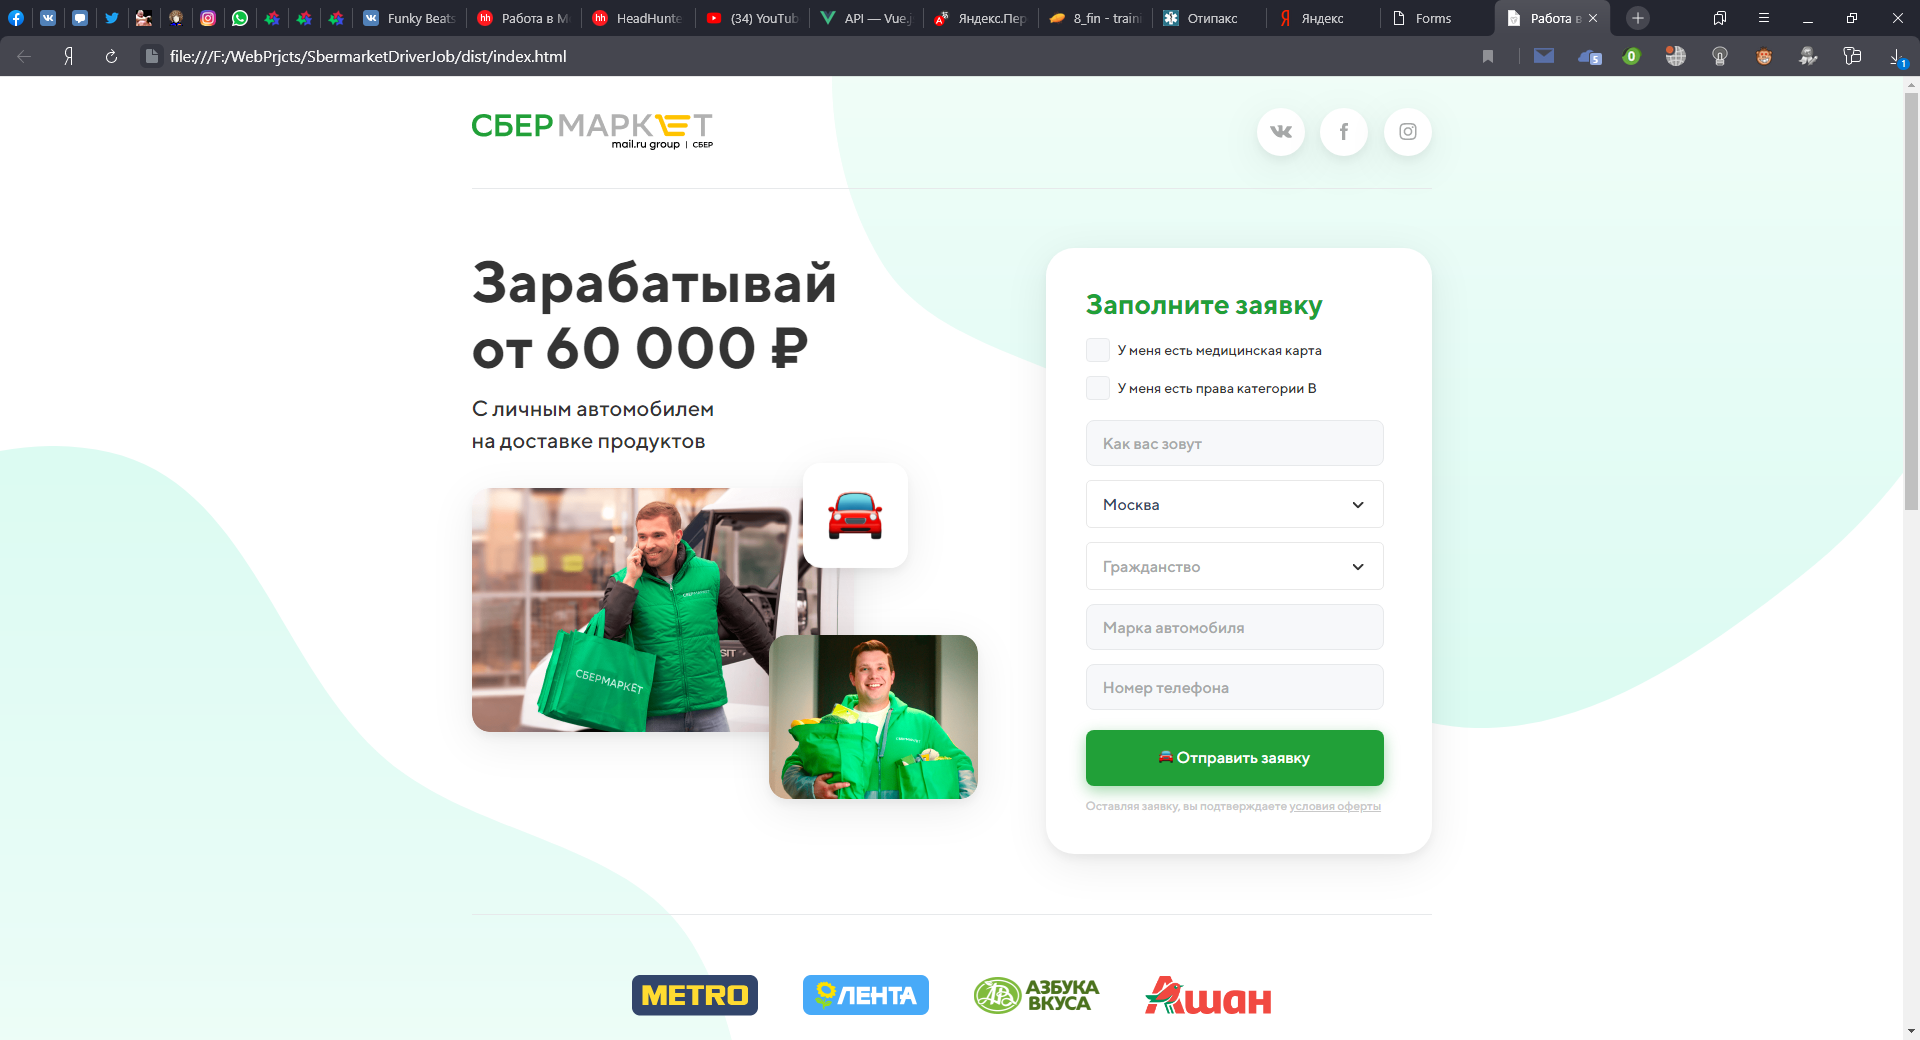 Funky Beats
Работа в М
HeadHunte
(34) YouTub
API — Vue.j
Яндекс.Пер
8_fin - traini
Отипакс
Яндекс
Forms
Работа в
file:///F:/WebPrjcts/SbermarketDriverJob/dist/index.html
СБЕРМАРКЕТ
mail.ru group | СБЕР
Зарабатывай
от 60 000 ₽
С личным автомобилем
на доставке продуктов
СБЕРМАРКЕТ
СБЕРМАРКЕТ
SIT
СБЕРМАРКЕТ
Заполните заявку
У меня есть медицинская карта
У меня есть права категории В
Как вас зовут
Москва
Гражданство
Марка автомобиля
Номер телефона
Отправить заявку
Оставляя заявку, вы подтверждаете условия оферты
METRO
ЛЕНТА
АЗБУКА
ВКУСА
Ашан